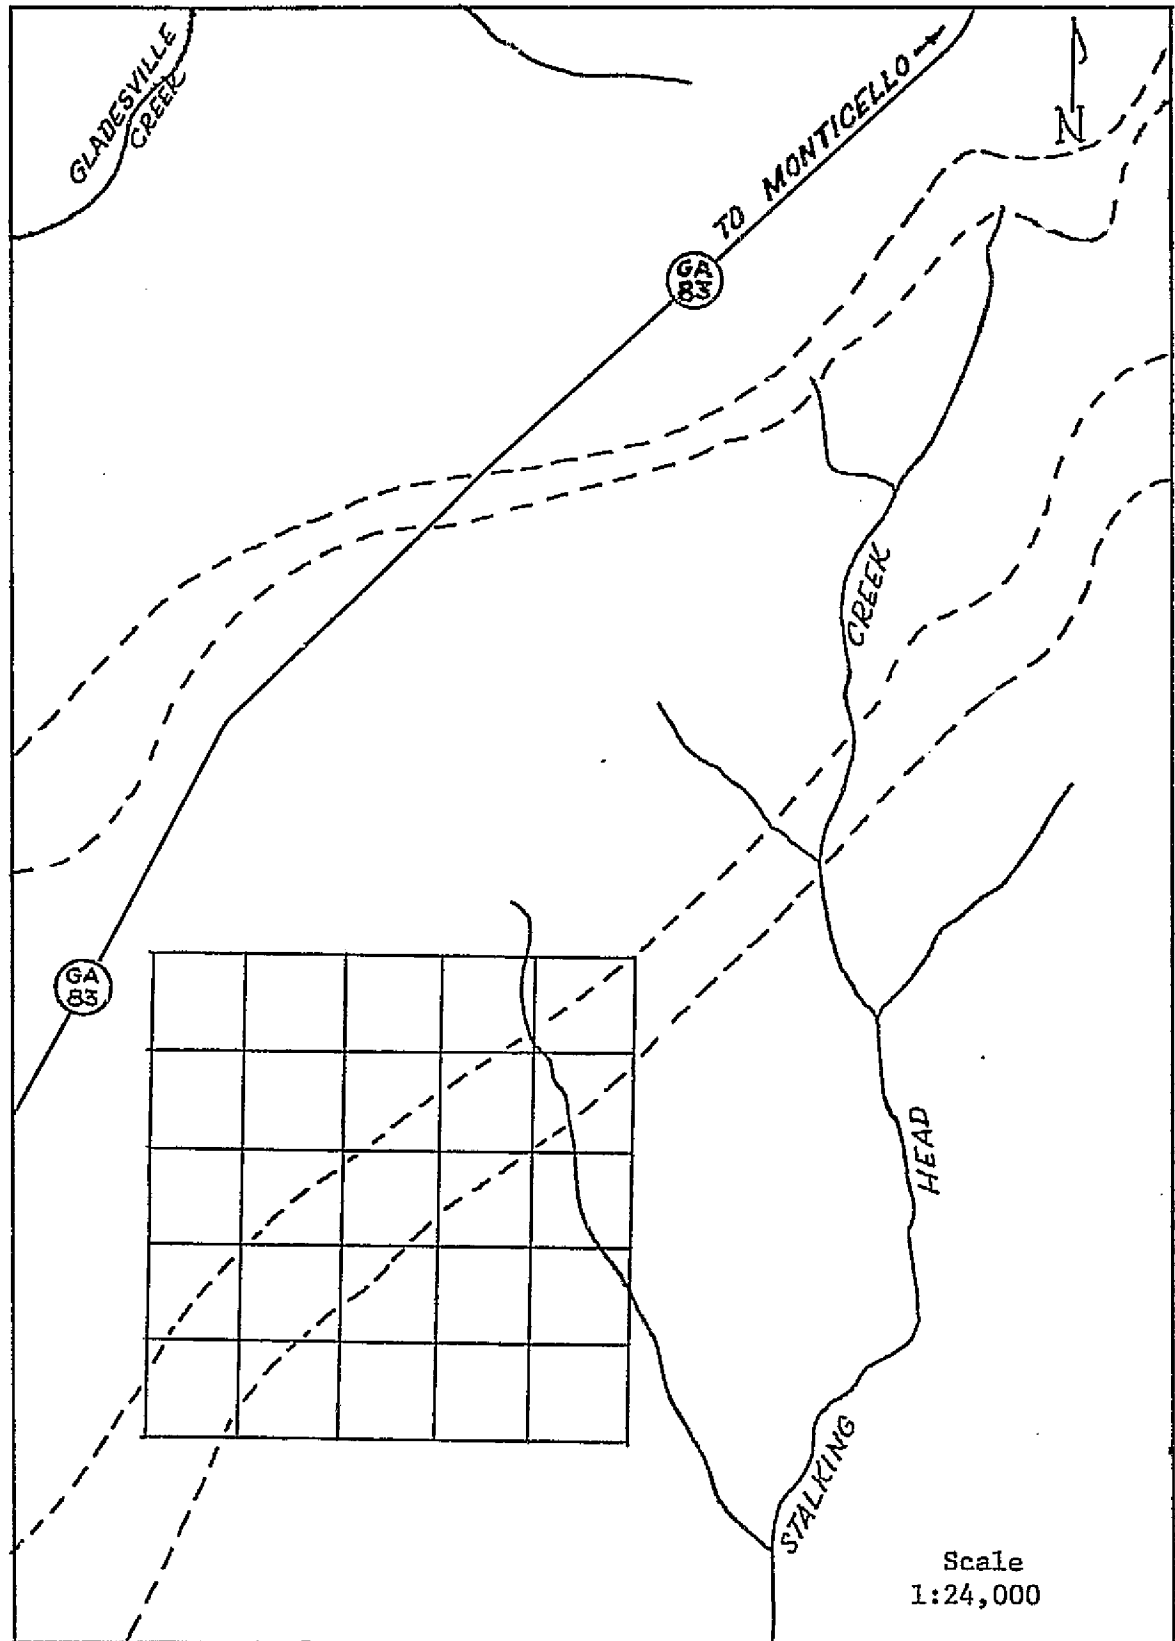 GLADESVILLE
CREEK
TO MONTICELLO
N
GA
83
CREEK
GA
83
HEAD
STALKING
Scale
1:24,000